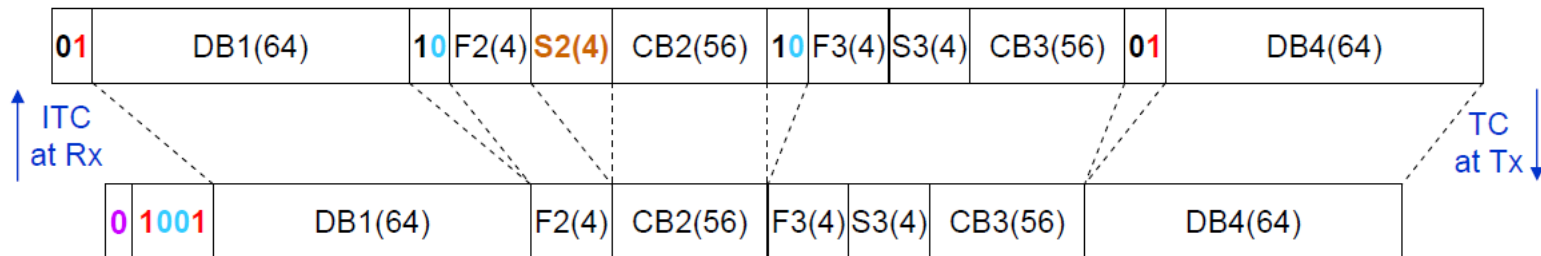 01 DB1(64) 10 F2(4) S2(4) CB2(56) 10 F3(4) S3(4) CB3(56) 01 DB4(64)
ITC
at Rx
TC
at Tx
0 1001 DB1(64) F2(4) CB2(56) F3(4) S3(4) CB3(56) DB4(64)